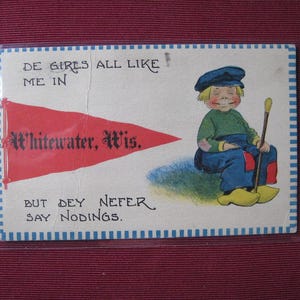 DE GIRLS ALL LIKE
ME IN
Whitewater, Wis.
BUT DEY NEFER
SAY NODINGS.